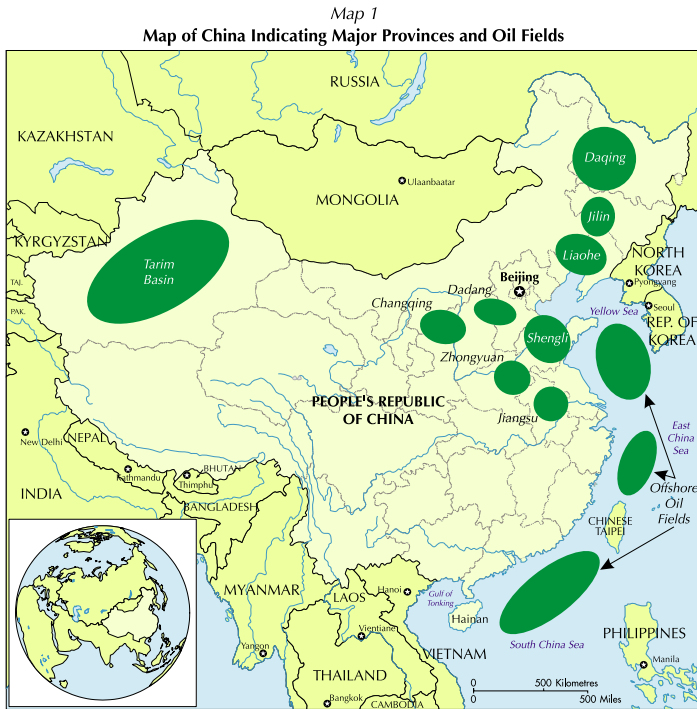 Map 1
Map of China Indicating Major Provinces and Oil Fields
RUSSIA
KAZAKHSTAN
Daqing
Ulaanbaatar
MONGOLIA
Jilin
KYRGYZSTAN
Liaohe
NORTH
KOREA
Tarim
Basin
Beijing
Pyongyang
TAJ.
Dadang
Changqing
PAK.
Yellow Sea
Seoul
REP. OF
KOREA
Shengli
Zhongyuan
PEOPLE'S REPUBLIC
OF CHINA
Jiangsu
East
China
Sea
New Delhi
NEPAL
Kathmandu
BHUTAN
Thimphu
Offshore
Oil
Fields
INDIA
BANGLADESH
CHINESE
TAIPEI
MYANMAR
LAOS
Hanoi
Gulf of
Tonking
Hainan
Vientiane
PHILIPPINES
Yangon
VIETNAM
South China Sea
Manila
THAILAND
0 500 Kilometres
0 500 Miles
Bangkok
CAMBODIA